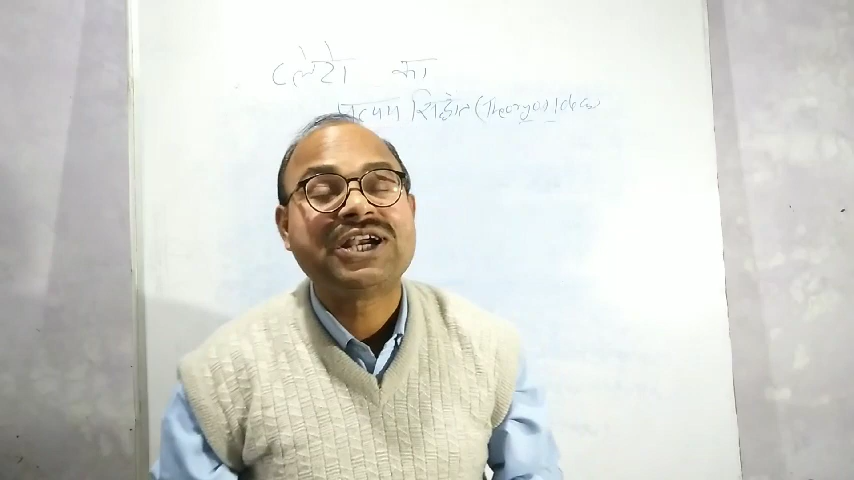 प्लेटो का
प्रत्यय सिद्धांत (Theory of Ideas